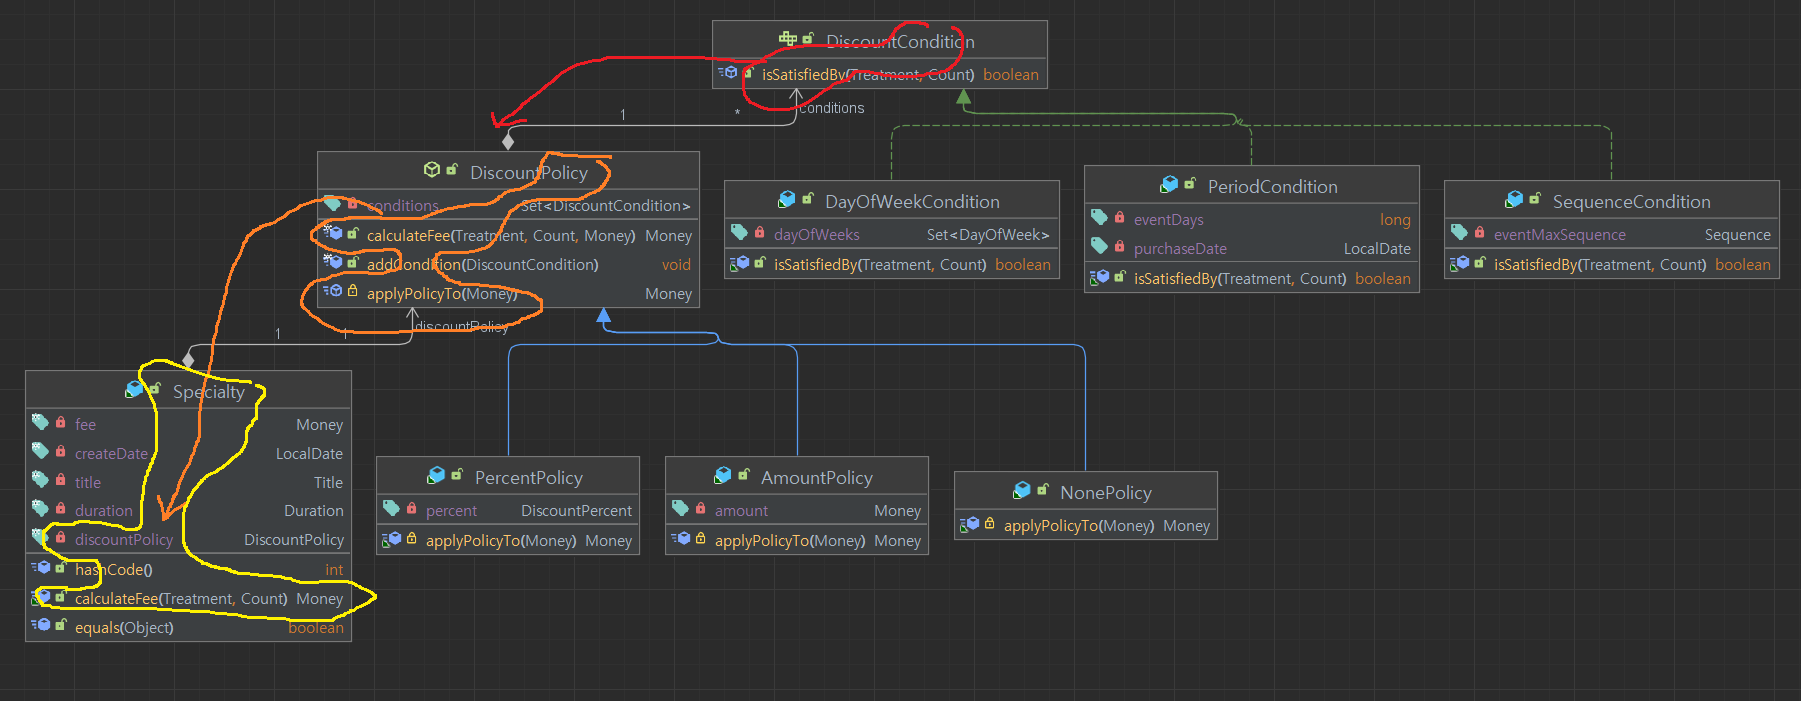 DiscountCondition
isSatisfiedBy(Treatment, Count) boolean
conditions
1
*
DiscountPolicy
conditions Set<DiscountCondition>
calculateFee(Treatment, Count, Money) Money
addCondition(DiscountCondition) void
applyPolicyTo(Money) Money
DayOfWeekCondition
dayOfWeeks Set<DayOfWeek>
isSatisfiedBy(Treatment, Count) boolean
PeriodCondition
eventDays long
purchaseDate LocalDate
isSatisfiedBy(Treatment, Count) boolean
SequenceCondition
eventMaxSequence Sequence
isSatisfiedBy(Treatment, Count) boolean
discountPolicy
1
1
Specialty
fee Money
createDate LocalDate
title Title
duration Duration
discountPolicy DiscountPolicy
hashCode() int
calculateFee(Treatment, Count) Money
equals(Object) boolean
PercentPolicy
percent DiscountPercent
applyPolicyTo(Money) Money
AmountPolicy
amount Money
applyPolicyTo(Money) Money
NonePolicy
applyPolicyTo(Money) Money